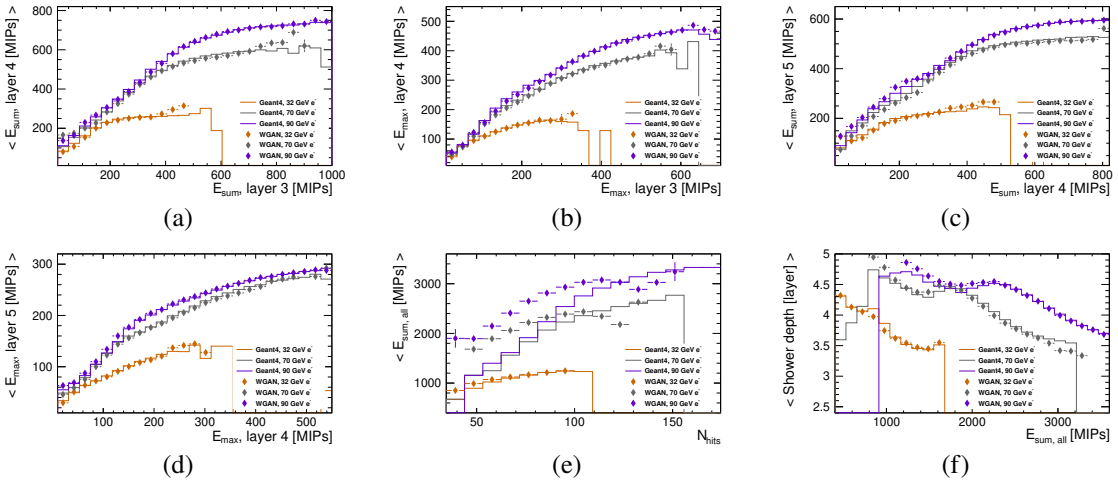 < E_sum, layer 4 [MIPs] >
800
600
400
200
Geant4, 32 GeV e⁻
Geant4, 70 GeV e⁻
Geant4, 90 GeV e⁻
WGAN, 32 GeV e⁻
WGAN, 70 GeV e⁻
WGAN, 90 GeV e⁻
200 400 600 800 1000
E_sum, layer 3 [MIPs]
(a)
< E_max, layer 4 [MIPs] >
500
400
300
200
100
Geant4, 32 GeV e⁻
Geant4, 70 GeV e⁻
Geant4, 90 GeV e⁻
WGAN, 32 GeV e⁻
WGAN, 70 GeV e⁻
WGAN, 90 GeV e⁻
200 400 600
E_max, layer 3 [MIPs]
(b)
< E_sum, layer 5 [MIPs] >
600
400
200
Geant4, 32 GeV e⁻
Geant4, 70 GeV e⁻
Geant4, 90 GeV e⁻
WGAN, 32 GeV e⁻
WGAN, 70 GeV e⁻
WGAN, 90 GeV e⁻
200 400 600 800
E_sum, layer 4 [MIPs]
(c)
< E_max, layer 5 [MIPs] >
300
200
100
Geant4, 32 GeV e⁻
Geant4, 70 GeV e⁻
Geant4, 90 GeV e⁻
WGAN, 32 GeV e⁻
WGAN, 70 GeV e⁻
WGAN, 90 GeV e⁻
100 200 300 400 500
E_max, layer 4 [MIPs]
(d)
< E_sum, all [MIPs] >
3000
2000
1000
Geant4, 32 GeV e⁻
Geant4, 70 GeV e⁻
Geant4, 90 GeV e⁻
WGAN, 32 GeV e⁻
WGAN, 70 GeV e⁻
WGAN, 90 GeV e⁻
50 100 150
N_hits
(e)
< Shower depth [layer] >
5
4.5
4
3.5
3
2.5
Geant4, 32 GeV e⁻
Geant4, 70 GeV e⁻
Geant4, 90 GeV e⁻
WGAN, 32 GeV e⁻
WGAN, 70 GeV e⁻
WGAN, 90 GeV e⁻
1000 2000 3000
E_sum, all [MIPs]
(f)